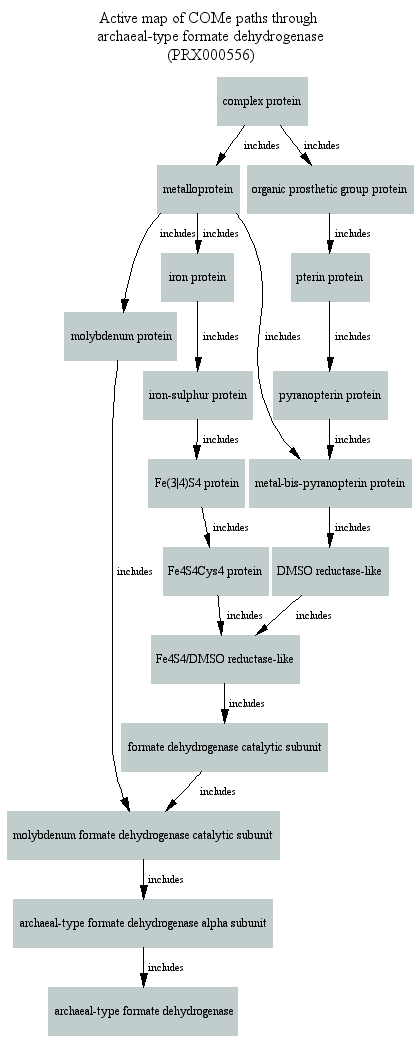 Active map of COMe paths through
archaeal-type formate dehydrogenase
(PRX000556)
complex protein
includes
includes
metalloprotein
organic prosthetic group protein
includes
includes
includes
iron protein
pterin protein
molybdenum protein
includes
includes
includes
iron-sulphur protein
pyranopterin protein
includes
includes
Fe(3|4)S4 protein
metal-bis-pyranopterin protein
includes
includes
includes
Fe4S4Cys4 protein
DMSO reductase-like
includes
includes
Fe4S4/DMSO reductase-like
includes
formate dehydrogenase catalytic subunit
includes
molybdenum formate dehydrogenase catalytic subunit
includes
archaeal-type formate dehydrogenase alpha subunit
includes
archaeal-type formate dehydrogenase